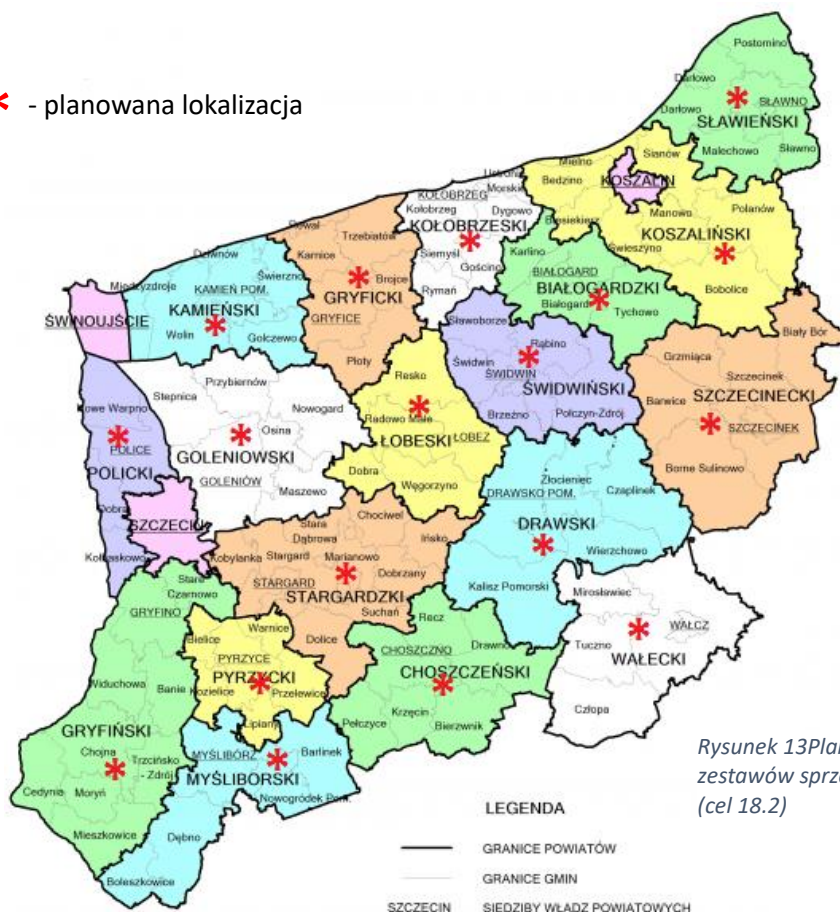 * - planowana lokalizacja
Postomino
Darłowo
SŁAWNO
Darłowo
SŁAWIEŃSKI
Malechowo
Sławno
Sianów
Mielno
KOSZALIN
Będzino
Manowo
Polanów
Biesiekierz
KOSZALIŃSKI
Świeszyno
Bobolice
Ustronie
Morskie
KOŁOBRZEG
Kołobrzeg
Dygowo
KOŁOBRZESKI
Siemyśl
Gościno
Rymań
Karlino
BIAŁOGARD
BIAŁOGARDZKI
Białogard
Tychowo
Rewal
Trzebiatów
Karnice
Brojce
GRYFICKI
GRYFICE
Płoty
Dziwnów
Świerzno
Międzyzdroje
KAMIEŃ POM.
KAMIEŃSKI
Wolin
Golczewo
ŚWINOUJŚCIE
Sławoborze
Rąbino
Świdwin
ŚWIDWIN
ŚWIDWIŃSKI
Brzeżno
Połczyn-Zdrój
Biały Bór
Grzmiąca
Szczecinek
SZCZECINECKI
Barwice
SZCZECINEK
Borne Sulinowo
Przybiernów
Stepnica
Nowogard
Osina
GOLENIOWSKI
GOLENIÓW
Maszewo
Resko
Radowo Małe
ŁOBESKI
ŁOBEZ
Dobra
Węgorzyno
Nowe Warpno
POLICE
POLICKI
Dobra
Kołbaskowo
SZCZECIN
Złocieniec
Czaplinek
DRAWSKO POM.
DRAWSKI
Wierzchowo
Kalisz Pomorski
Chociwel
Stara
Dąbrowa
Ińsko
Kobylanka
Stargard
Marianowo
STARGARD
Dobrzany
STARGARDZKI
Suchań
Dolice
Mirosławiec
WAŁCZ
Tuczno
WAŁECKI
Człopa
Stare
Czarnowo
GRYFINO
Widuchowa
Banie
GRYFIŃSKI
Chojna
Trzcińsko
- Zdrój
Cedynia
Moryń
Mieszkowice
Warnice
Bielice
PYRZYCE
PYRZYCKI
Kozielice
Przelewice
Lipiany
Recz
CHOSZCZNO
Drawno
CHOSZCZEŃSKI
Krzęcin
Pełczyce
Bierzwnik
MYŚLIBÓRZ
Barlinek
MYŚLIBORSKI
Nowogródek Pom.
Dębno
Boleszkowice
Rysunek 13
zestawów
(cel 18.2)
LEGENDA
GRANICE POWIATÓW
GRANICE GMIN
SZCZECIN SIEDZIBY WŁADZ POWIATOWYCH